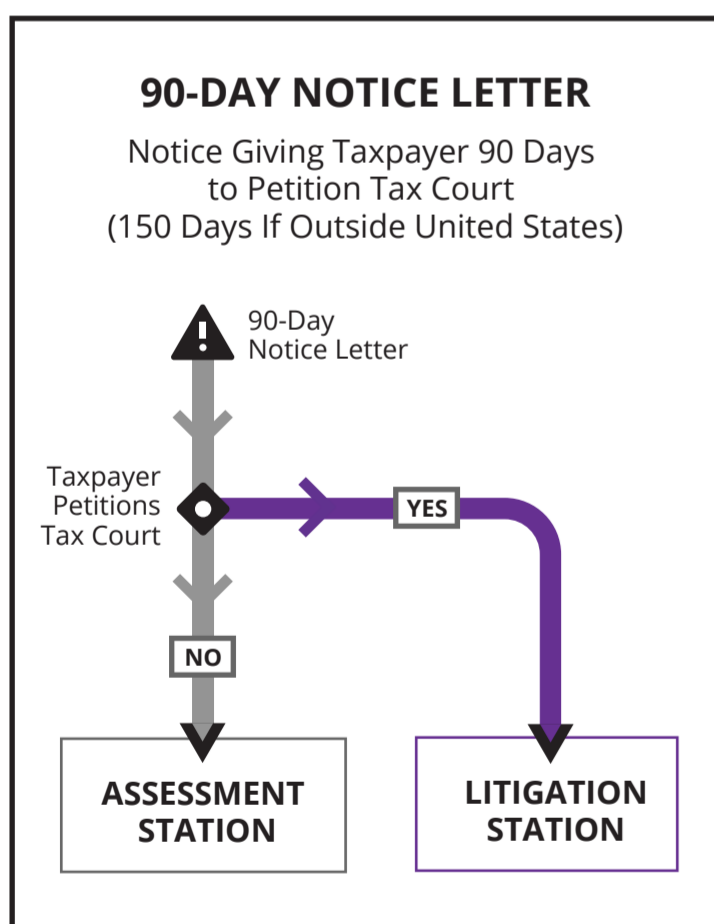 90-DAY NOTICE LETTER
Notice Giving Taxpayer 90 Days
to Petition Tax Court
(150 Days If Outside United States)
90-Day
Notice Letter
Taxpayer
Petitions
Tax Court
YES
NO
ASSESSMENT
STATION
LITIGATION
STATION